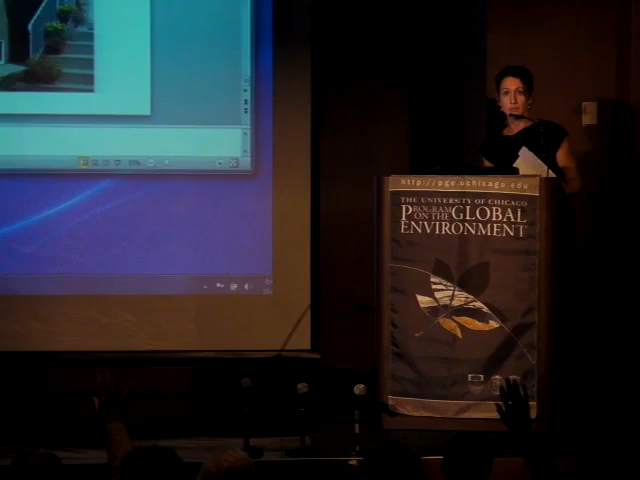 http://pge.uchicago.edu
THE UNIVERSITY OF CHICAGO
PROGRAM ON THE GLOBAL
ENVIRONMENT